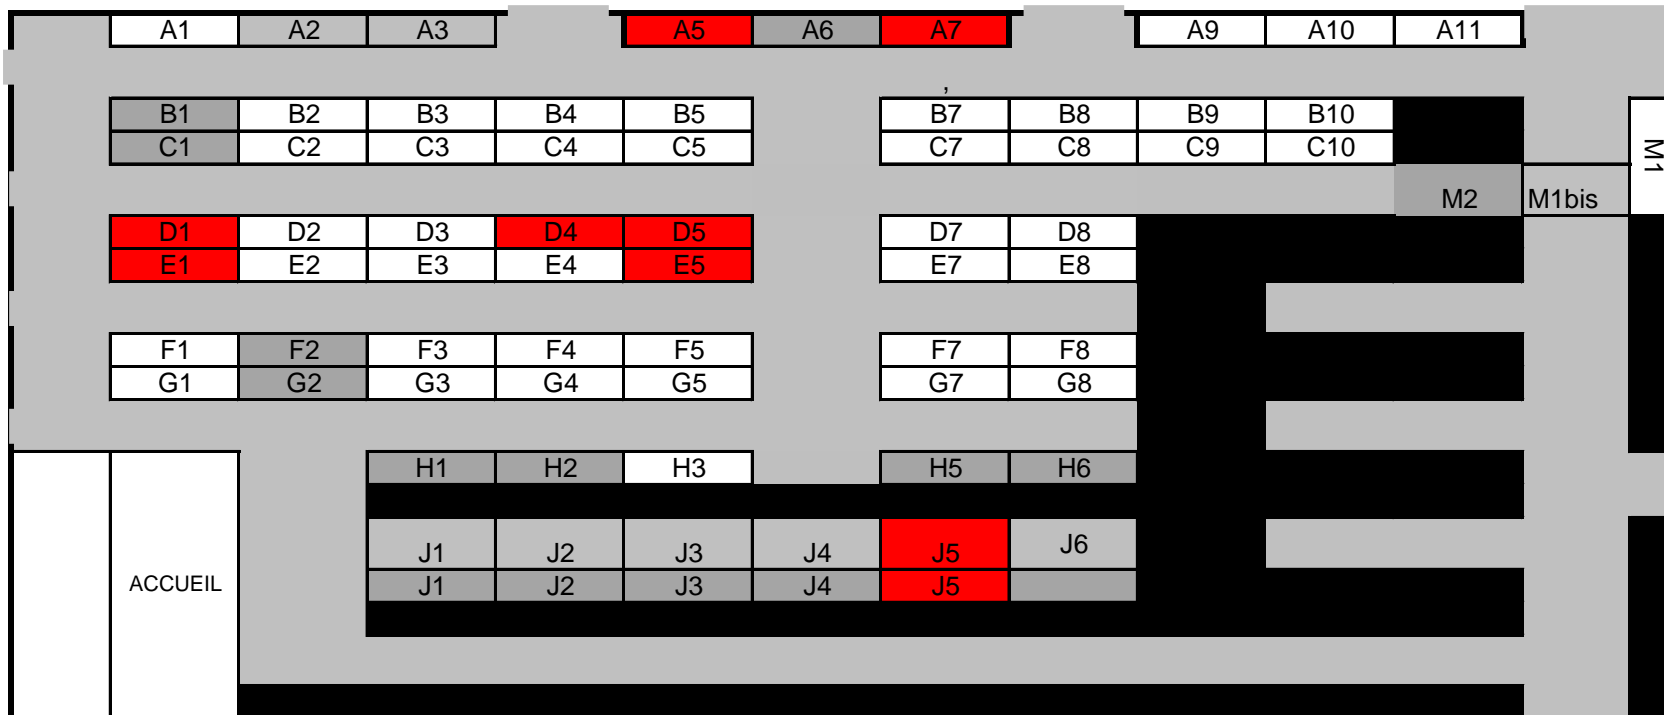 A1 A2 A3 A5 A6 A7 A9 A10 A11
,
B1 B2 B3 B4 B5 B7 B8 B9 B10
C1 C2 C3 C4 C5 C7 C8 C9 C10
M1
M2 M1bis
D1 D2 D3 D4 D5 D7 D8
E1 E2 E3 E4 E5 E7 E8
F1 F2 F3 F4 F5 F7 F8
G1 G2 G3 G4 G5 G7 G8
H1 H2 H3 H5 H6
J1 J2 J3 J4 J5 J6
ACCUEIL J1 J2 J3 J4 J5